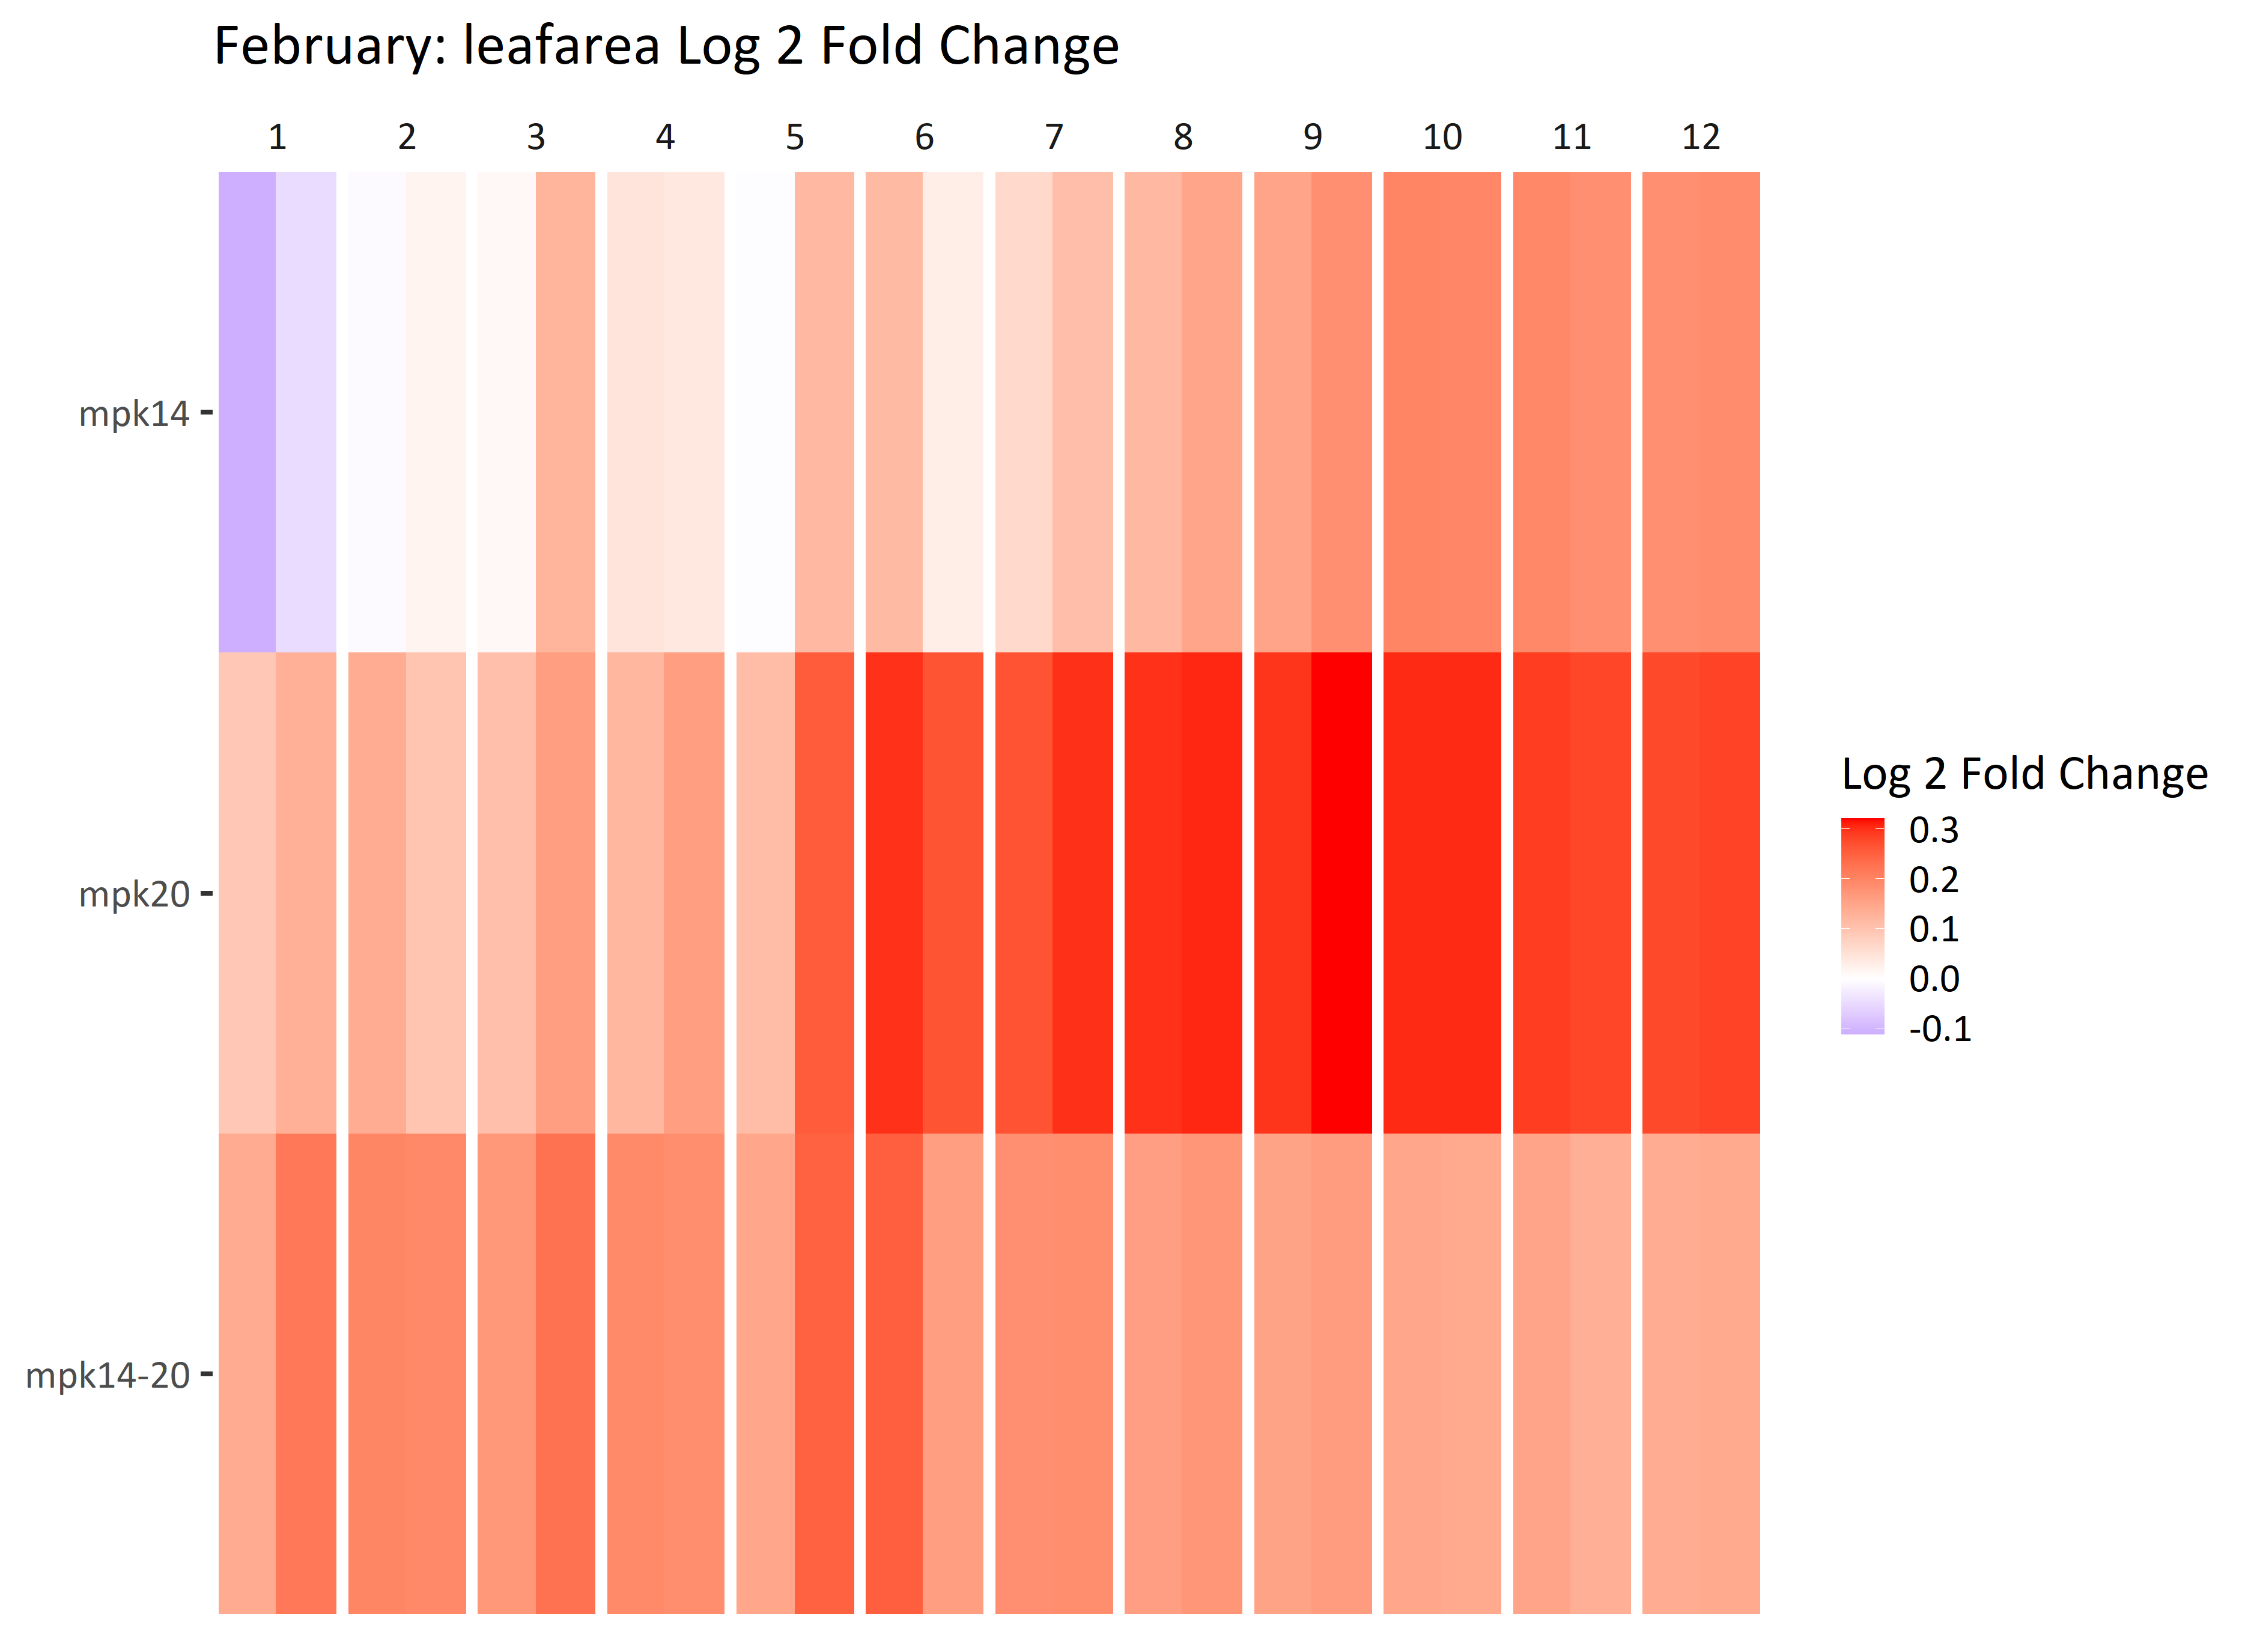 February: leafarea Log 2 Fold Change
1 2 3 4 5 6 7 8 9 10 11 12
mpk14
mpk20
mpk14-20
Log 2 Fold Change
0.3
0.2
0.1
0.0
-0.1